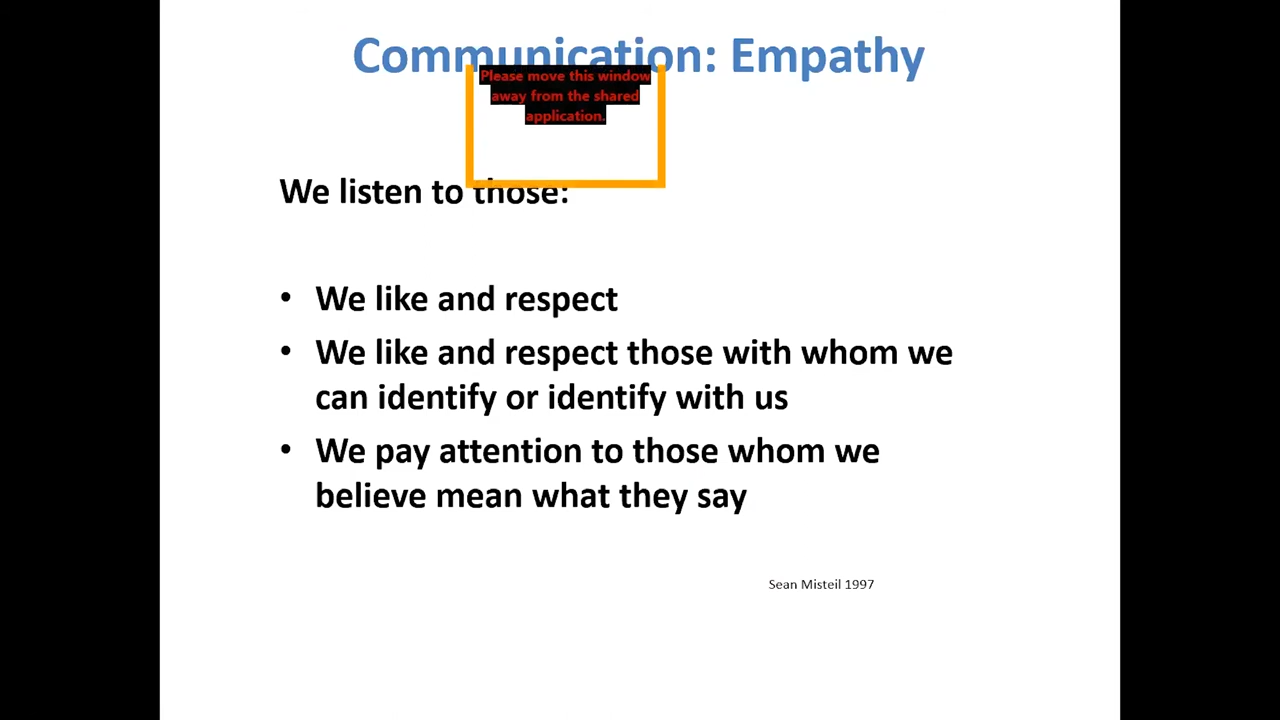 Communication: Empathy
Please move this window
away from the shared
application.
We listen to those:
• We like and respect
• We like and respect those with whom we
can identify or identify with us
• We pay attention to those whom we
believe mean what they say
Sean Misteil 1997